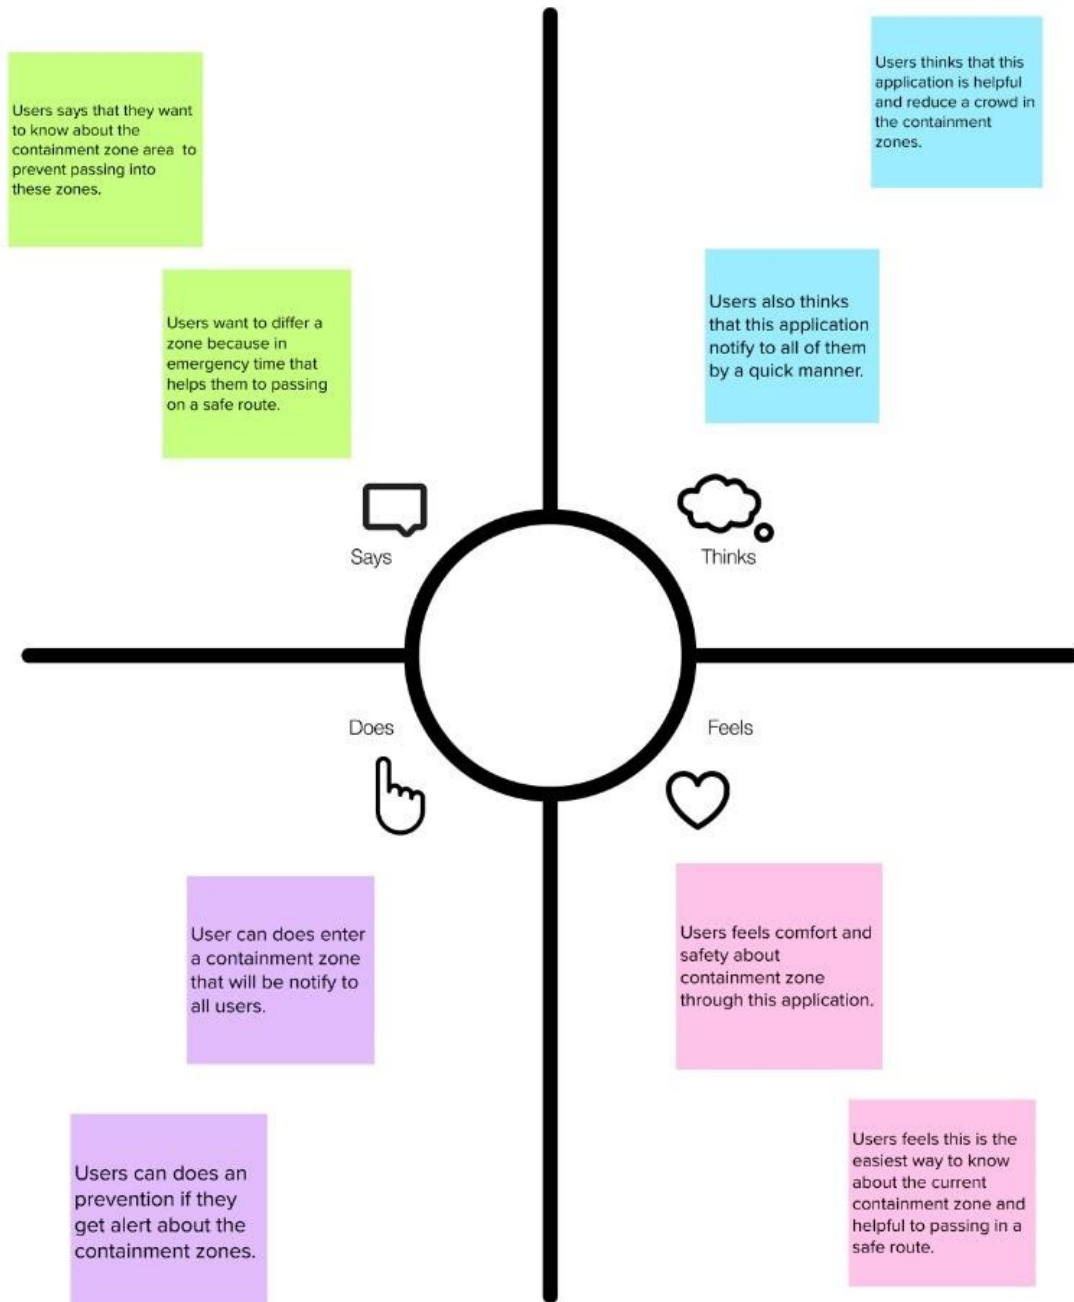 Users says that they want
to know about the
containment zone area to
prevent passing into
these zones.
Users want to differ a
zone because in
emergency time that
helps them to passing
on a safe route.
Says
Users thinks that this
application is helpful
and reduce a crowd in
the containment
zones.
Users also thinks
that this application
notify to all of them
by a quick manner.
Thinks
Does
User can does enter
a containment zone
that will be notify to
all users.
Users can does an
prevention if they
get alert about the
containment zones.
Feels
Users feels comfort and
safety about
containment zone
through this application.
Users feels this is the
easiest way to know
about the current
containment zone and
helpful to passing in a
safe route.